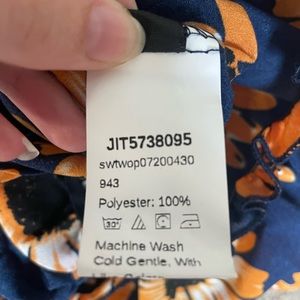 JIT5738095
swtwop07200430
943
Polyester: 100%
30°
Machine Wash
Cold Gentle, With